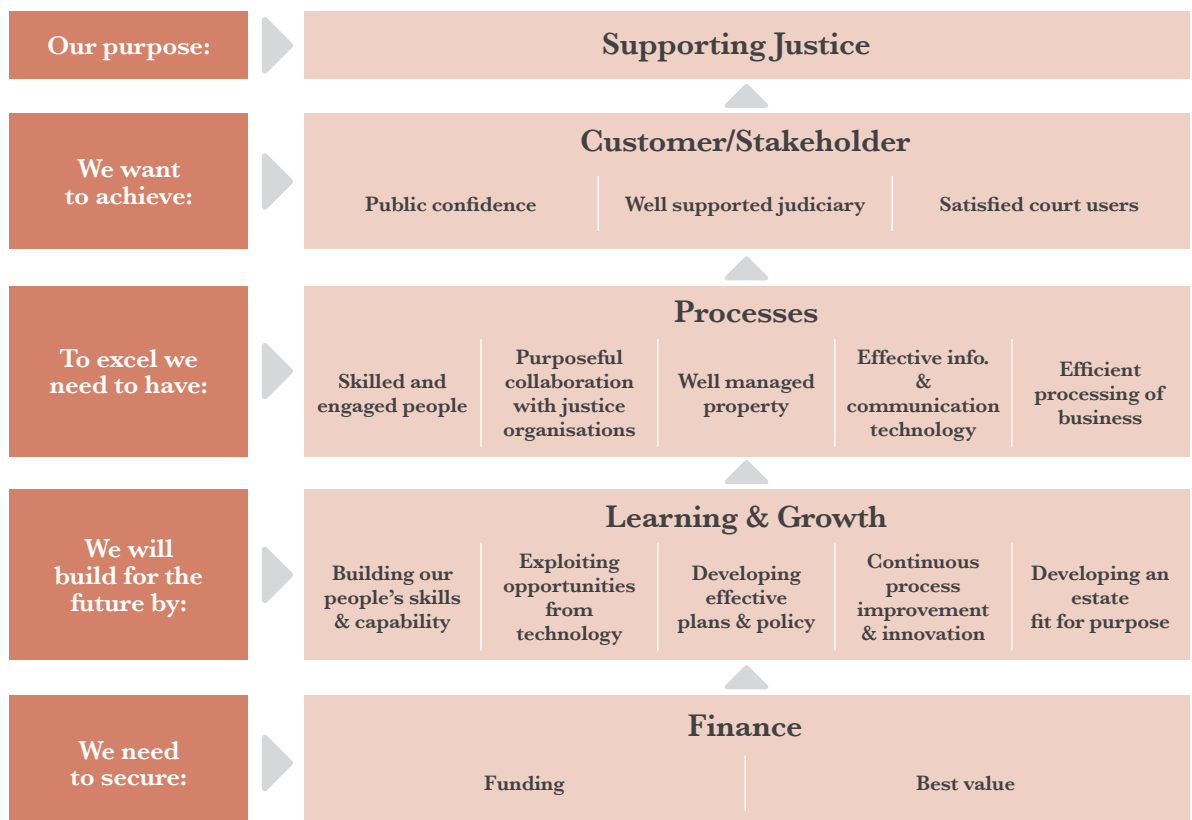 Our purpose:
Supporting Justice
We want
to achieve:
Customer/Stakeholder
Public confidence
Well supported judiciary
Satisfied court users
To excel we
need to have:
Processes
Skilled and
engaged people
Purposeful
collaboration
with justice
organisations
Well managed
property
Effective info.
&
communication
technology
Efficient
processing of
business
We will
build for the
future by:
Learning & Growth
Building our
people’s skills
& capability
Exploiting
opportunities
from
technology
Developing
effective
plans & policy
Continuous
process
improvement
& innovation
Developing an
estate
fit for purpose
We need
to secure:
Finance
Funding
Best value